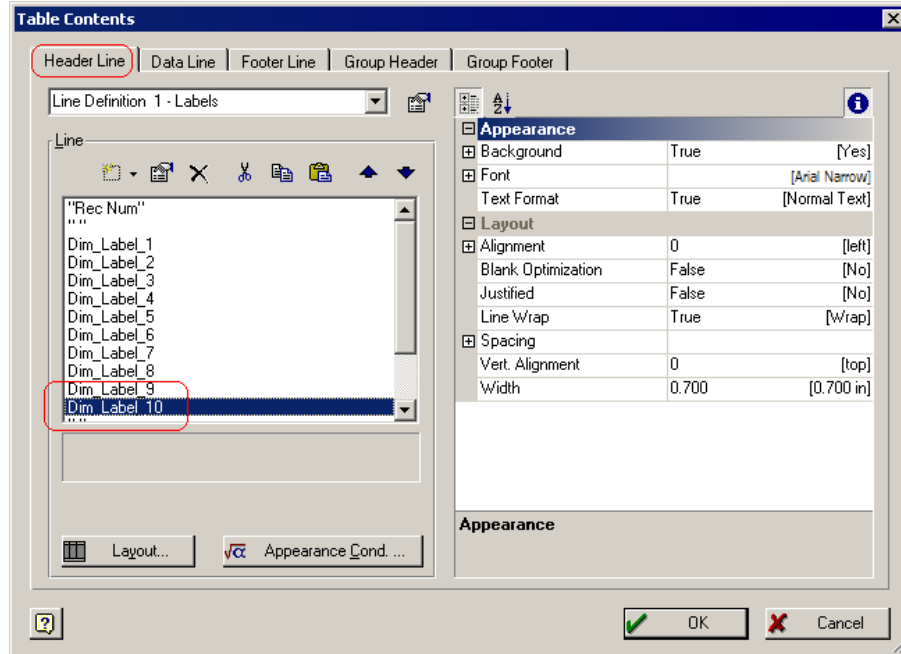 Table Contents
Header Line Data Line Footer Line Group Header Group Footer
Line Definition 1 - Labels
Line
"Rec Num"
" "
Dim_Label_1
Dim_Label_2
Dim_Label_3
Dim_Label_4
Dim_Label_5
Dim_Label_6
Dim_Label_7
Dim_Label_8
Dim_Label_9
Dim_Label_10
" "
Layout... √α Appearance Cond. ...
Appearance
Background True [Yes]
Font [Arial Narrow]
Text Format True [Normal Text]
Layout
Alignment 0 [left]
Blank Optimization False [No]
Justified False [No]
Line Wrap True [Wrap]
Spacing
Vert. Alignment 0 [top]
Width 0.700 [0.700 in]
Appearance
OK Cancel